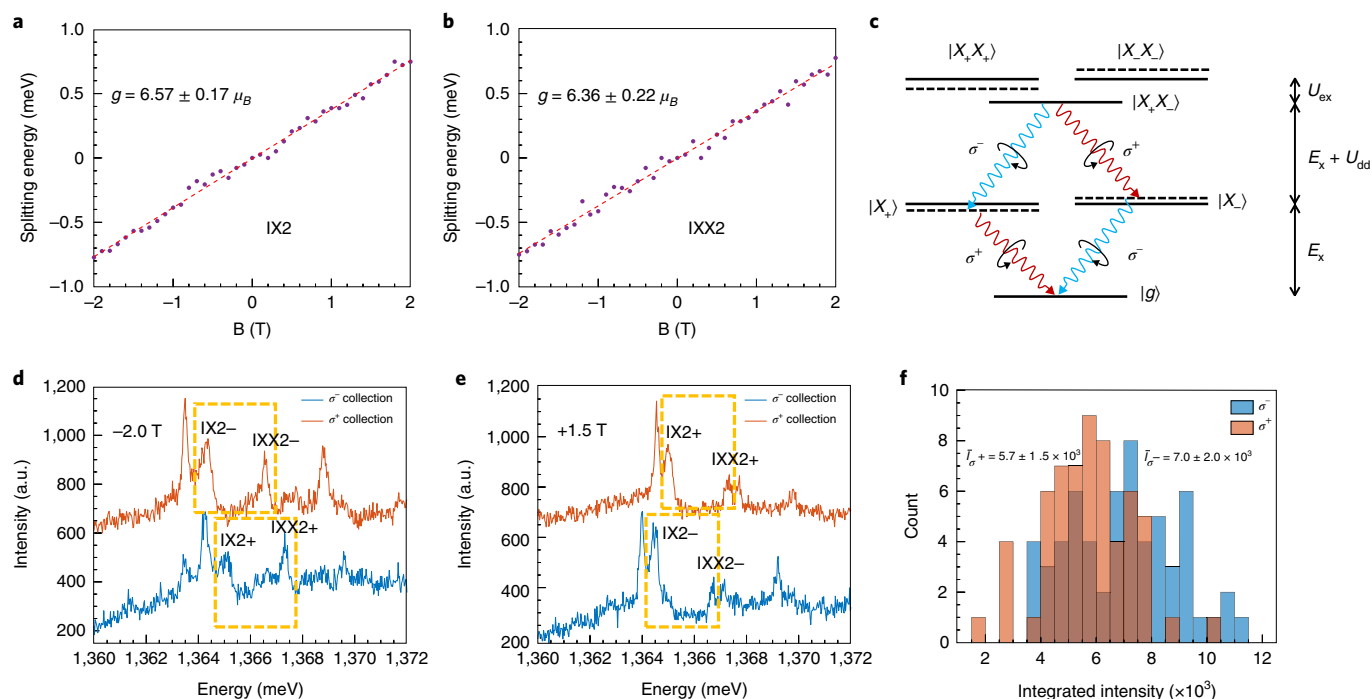 a
1.0
0.5
0
−0.5
−1.0
−2
−1
0
1
2
Splitting energy (meV)
B (T)
g = 6.57 ± 0.17 μB
IX2
b
1.0
0.5
0
−0.5
−1.0
−2
−1
0
1
2
Splitting energy (meV)
B (T)
g = 6.36 ± 0.22 μB
IXX2
c
|X+X+⟩
|X−X−⟩
|X+X−⟩
Uex
σ−
σ+
Ex + Udd
|X+⟩
|X−⟩
σ+
σ−
Ex
|g⟩
d
1,200
1,000
800
600
400
200
1,360
1,362
1,364
1,366
1,368
1,370
1,372
Intensity (a.u.)
Energy (meV)
σ− collection
σ+ collection
−2.0 T
IX2−
IXX2−
IX2+
IXX2+
e
1,200
1,000
800
600
400
200
1,360
1,362
1,364
1,366
1,368
1,370
1,372
Intensity (a.u.)
Energy (meV)
σ− collection
σ+ collection
+1.5 T
IX2+
IXX2+
IX2−
IXX2−
f
10
8
6
4
2
0
2
4
6
8
10
12
Count
Integrated intensity (×10³)
σ−
σ+
Īσ+ = 5.7 ± 1.5 × 10³
Īσ− = 7.0 ± 2.0 × 10³